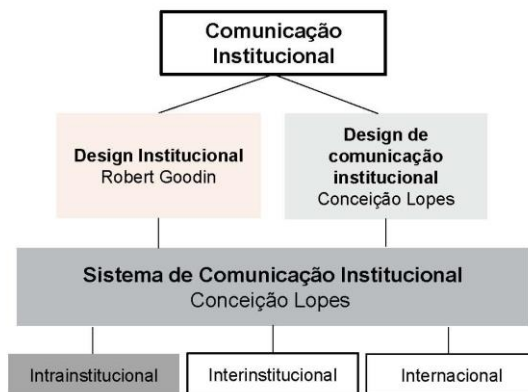 Comunicação
Institucional
Design Institucional
Robert Goodin
Design de
comunicação
institucional
Conceição Lopes
Sistema de Comunicação Institucional
Conceição Lopes
Intrainstitucional
Interinstitucional
Internacional